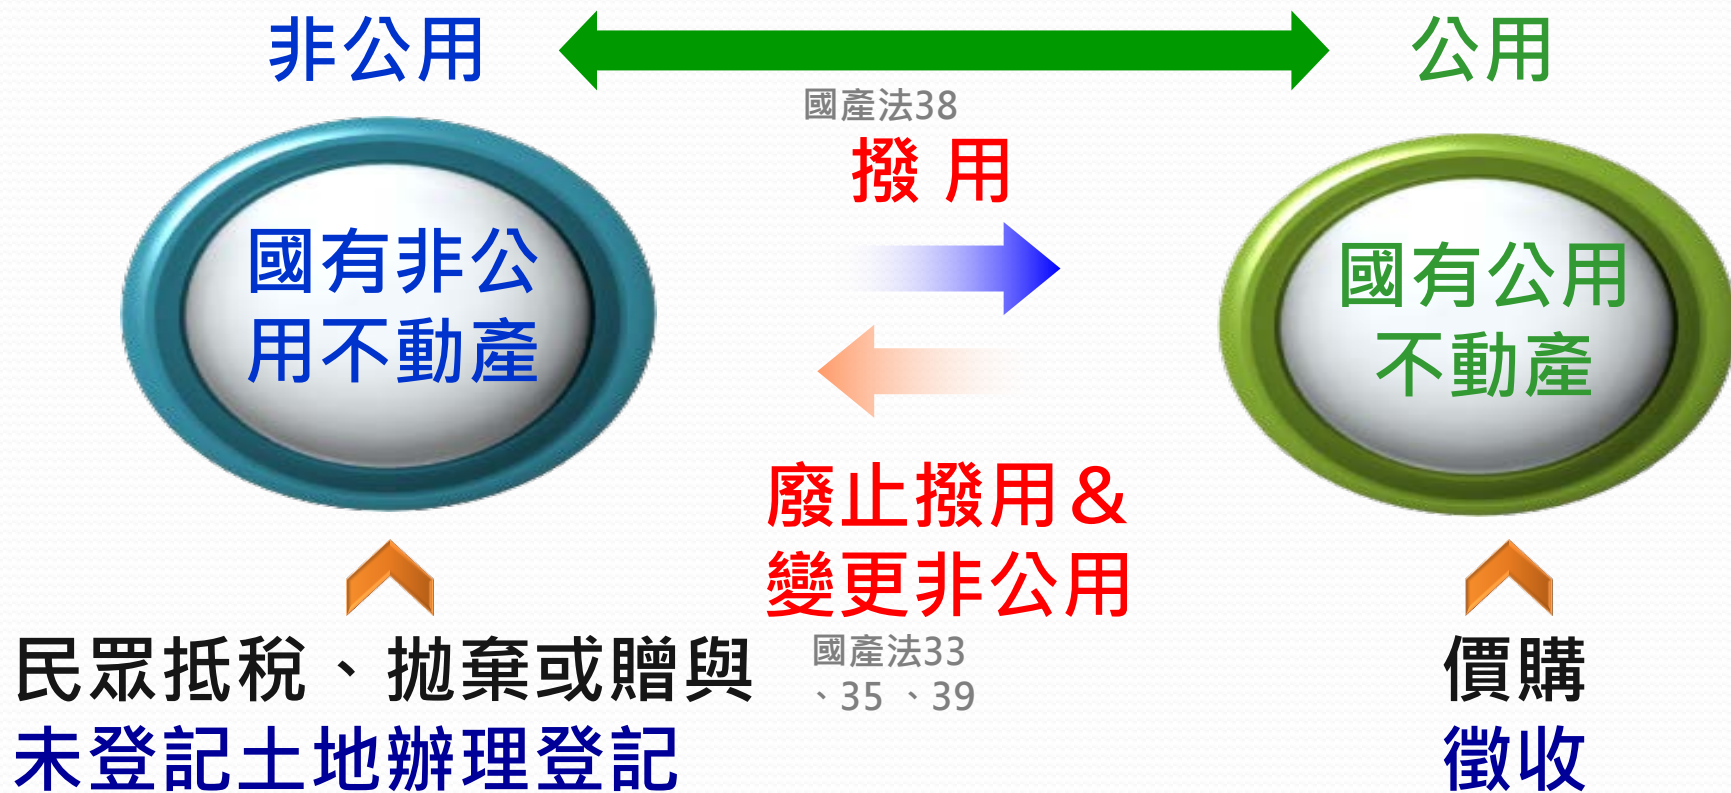 非公用
公用
國產法38
撥 用
國有非公
用不動產
國有公用
不動產
廢止撥用＆
變更非公用
國產法33
、35 、39
民眾抵稅、拋棄或贈與
未登記土地辦理登記
價購
徵收